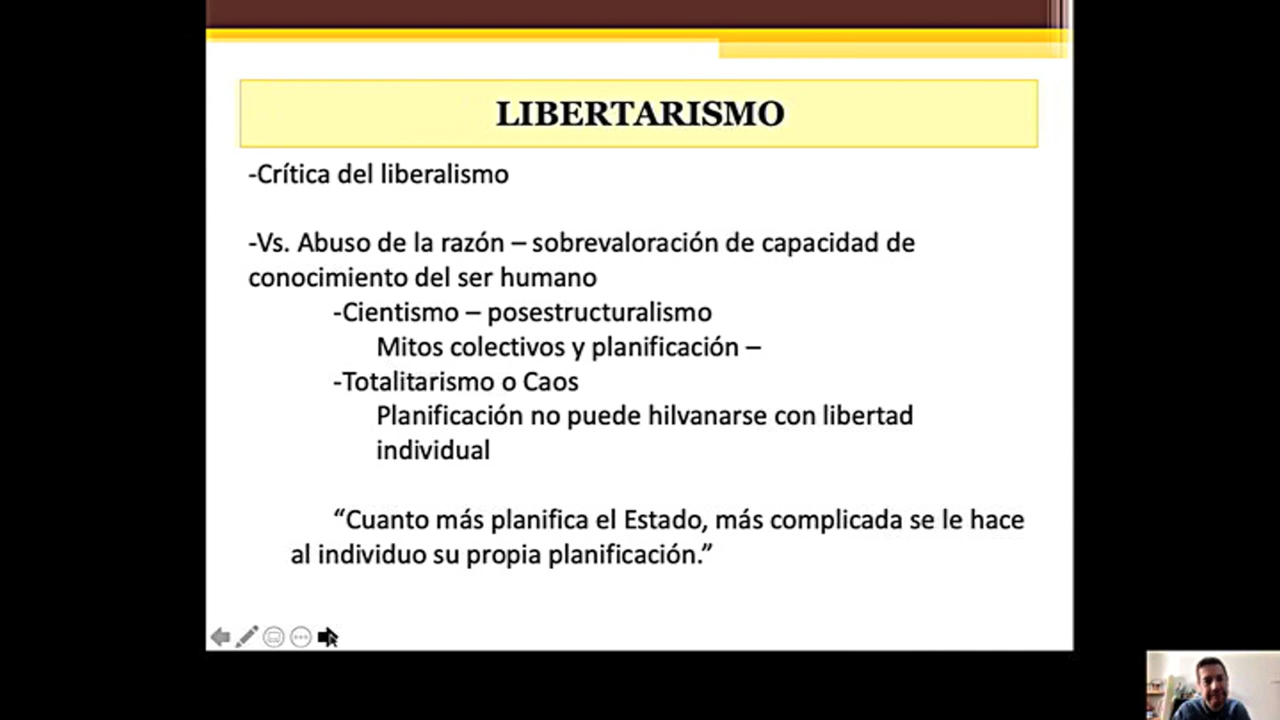 LIBERTARISMO
-Crítica del liberalismo
-Vs. Abuso de la razón – sobrevaloración de capacidad de
conocimiento del ser humano
-Cientismo – posestructuralismo
Mitos colectivos y planificación –
-Totalitarismo o Caos
Planificación no puede hilvanarse con libertad
individual
“Cuanto más planifica el Estado, más complicada se le hace
al individuo su propia planificación.”